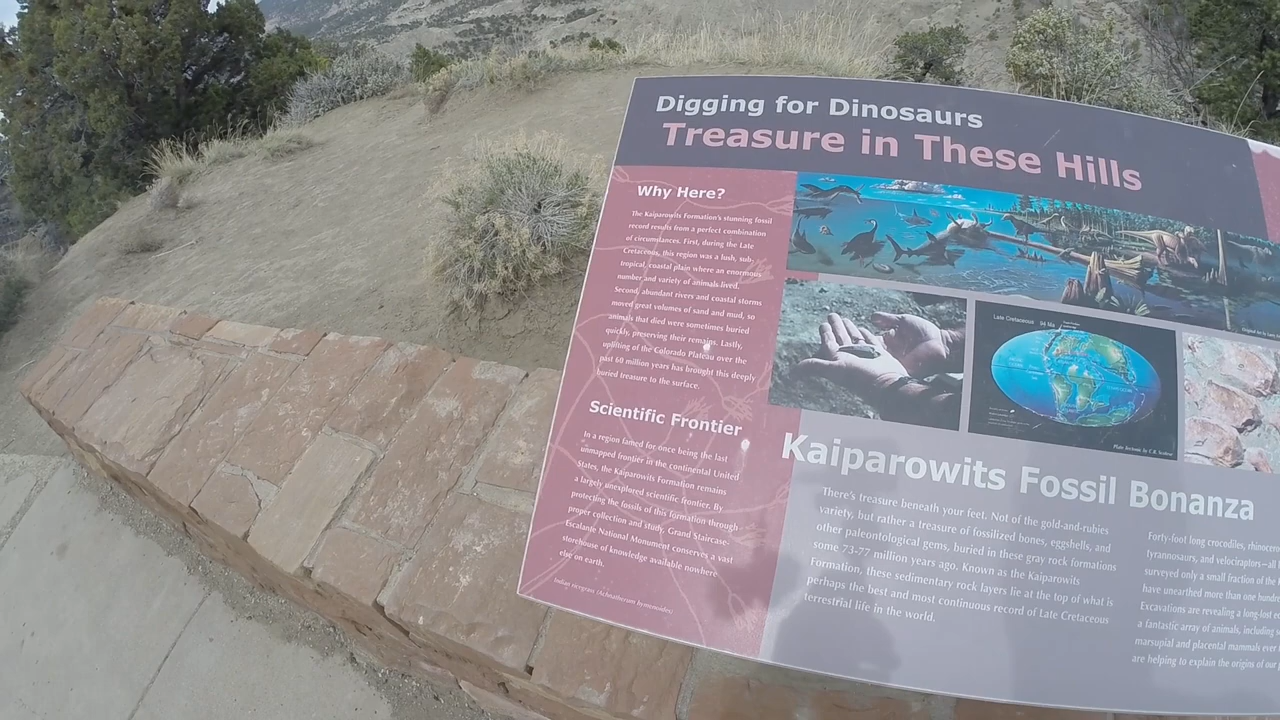 Digging for Dinosaurs
Treasure in These Hills
Why Here?
The Kaiparowits Formation's stunning fossil
record results from a perfect combination
of circumstances. First, during the Late
Cretaceous, this region was a lush, sub-
tropical, coastal plain where an enormous
number and variety of animals lived.
Second, abundant rivers and coastal storms
moved great volumes of sand and mud, so
animals that died were sometimes buried
quickly, preserving their remains. Lastly,
uplifting of the Colorado Plateau over the
past 60 million years has brought this deeply
buried treasure to the surface.
Scientific Frontier
In a region famed for once being the last
unmapped frontier in the continental United
States, the Kaiparowits Formation remains
a largely unexplored scientific frontier. By
protecting the fossils of this formation through
proper collection and study, Grand Staircase-
Escalante National Monument conserves a vast
storehouse of knowledge available nowhere
else on earth.
Indian ricegrass (Achnatherum hymenoides)
Late Cretaceous 94 Ma
Plate Tectonic by C.R. Scotese
Kaiparowits Fossil Bonanza
There's treasure beneath your feet. Not of the gold-and-rubies
variety, but rather a treasure of fossilized bones, eggshells, and
other paleontological gems, buried in these gray rock formations
some 73-77 million years ago. Known as the Kaiparowits
Formation, these sedimentary rock layers lie at the top of what is
perhaps the best and most continuous record of Late Cretaceous
terrestrial life in the world.
Forty-foot long crocodiles,
tyrannosaurs, and velociraptors—all
surveyed only a small fraction of the
have unearthed more than one
Excavations are revealing a long-lost
a fantastic array of animals, including
marsupial and placental mammals ever
are helping to explain the origins of our